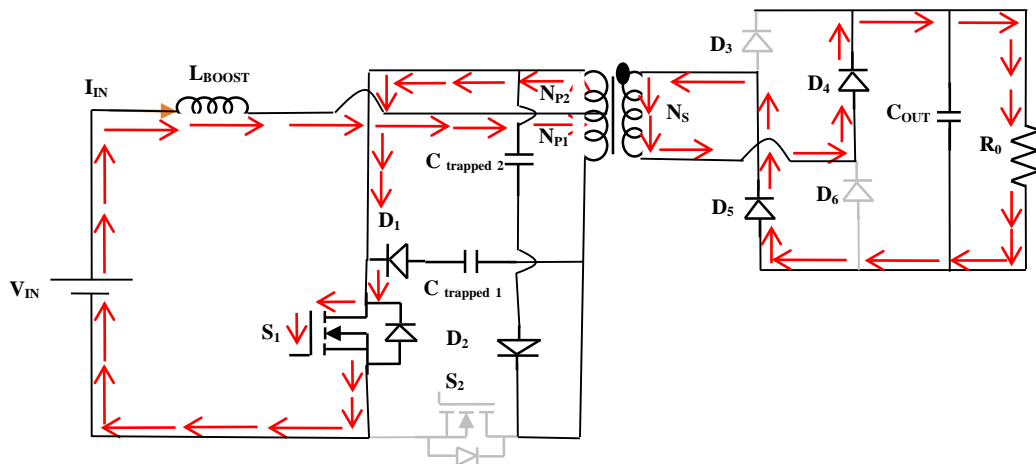 D3
LBOOST
IIN
D4
NP2
NS
COUT
NP1
R0
C trapped 2
D5
D6
D1
VIN
C trapped 1
S1
D2
S2